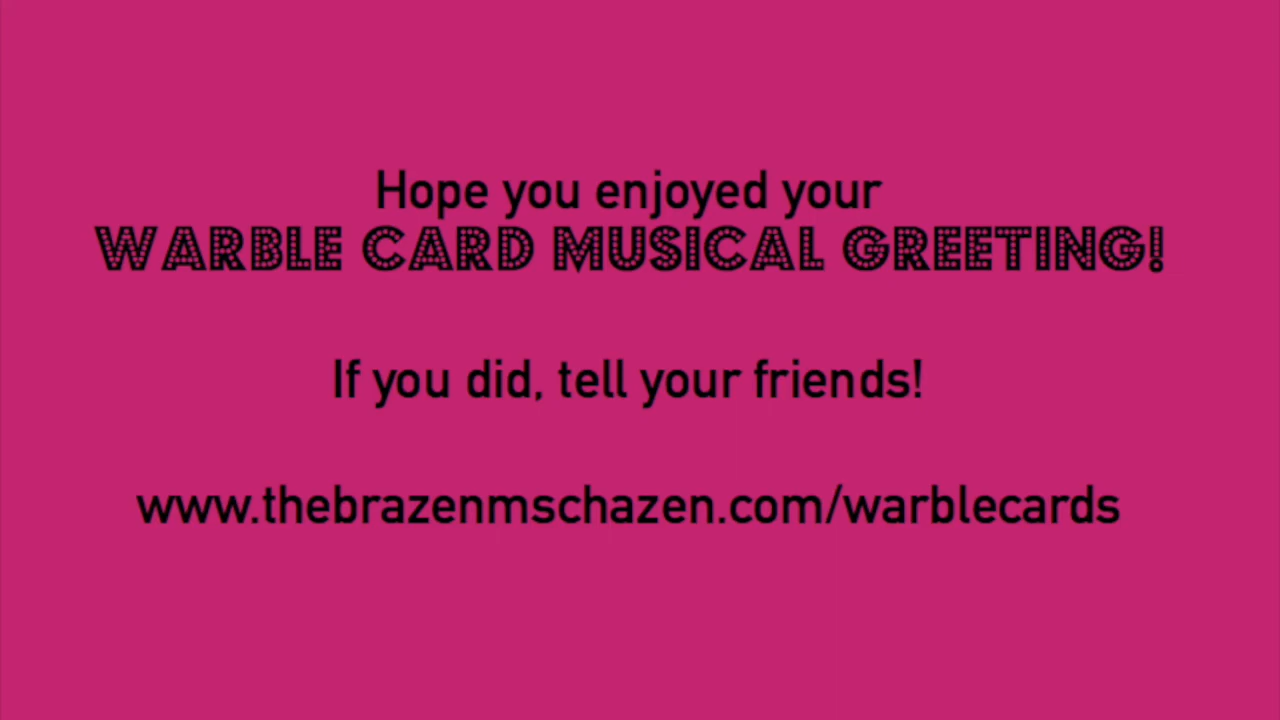 Hope you enjoyed your
WARBLE CARD MUSICAL GREETING!
If you did, tell your friends!
www.thebrazenmschazen.com/warblecards